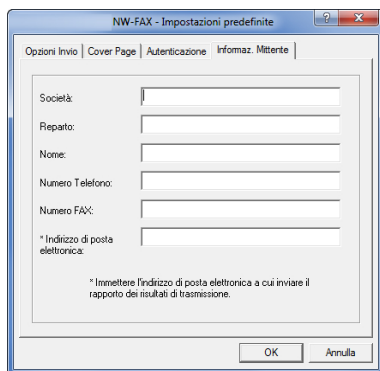 NW-FAX - Impostazioni predefinite
Opzioni Invio Cover Page Autenticazione Informaz. Mittente
Società:
Reparto:
Nome:
Numero Telefono:
Numero FAX:
* Indirizzo di posta
elettronica:
* Immettere l'indirizzo di posta elettronica a cui inviare il
rapporto dei risultati di trasmissione.
OK Annulla